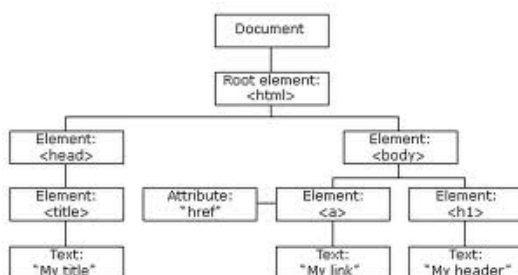 Document
Root element:
<html>
Element:
<head>
Element:
<body>
Element:
<title>
Attribute:
"href"
Element:
<a>
Element:
<h1>
Text:
"My title"
Text:
"My link"
Text:
"My header"